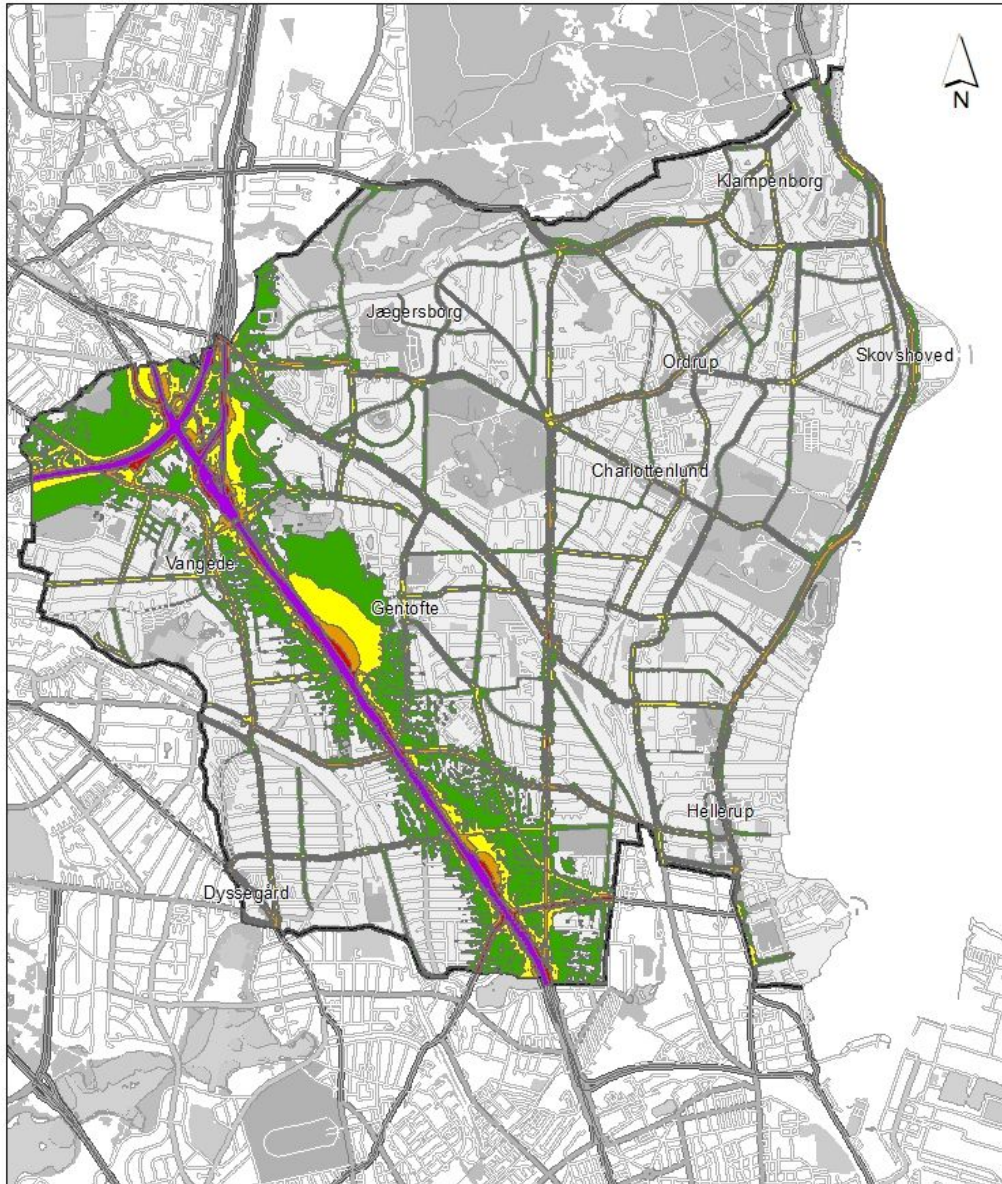 N
Klampenborg
Jægersborg
Ordrup
Skovshoved
Charlottenlund
Vangede
Gentofte
Hellerup
Dyssegård